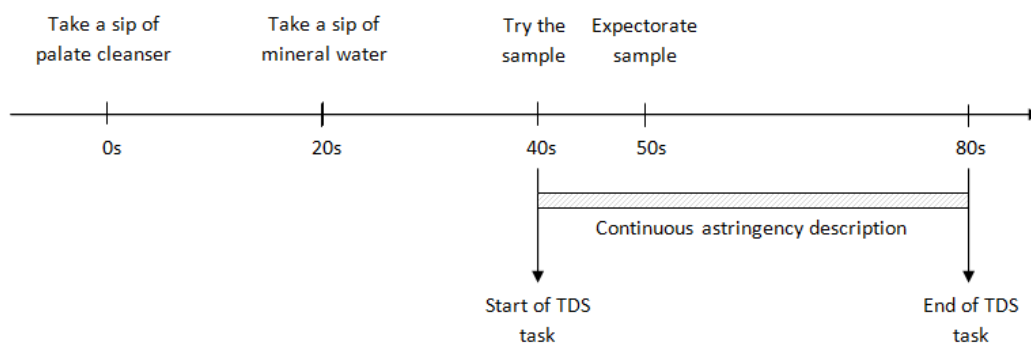 Take a sip of
palate cleanser
Take a sip of
mineral water
Try the
sample
Expectorate
sample
0s
20s
40s
50s
80s
Continuous astringency description
Start of TDS
task
End of TDS
task